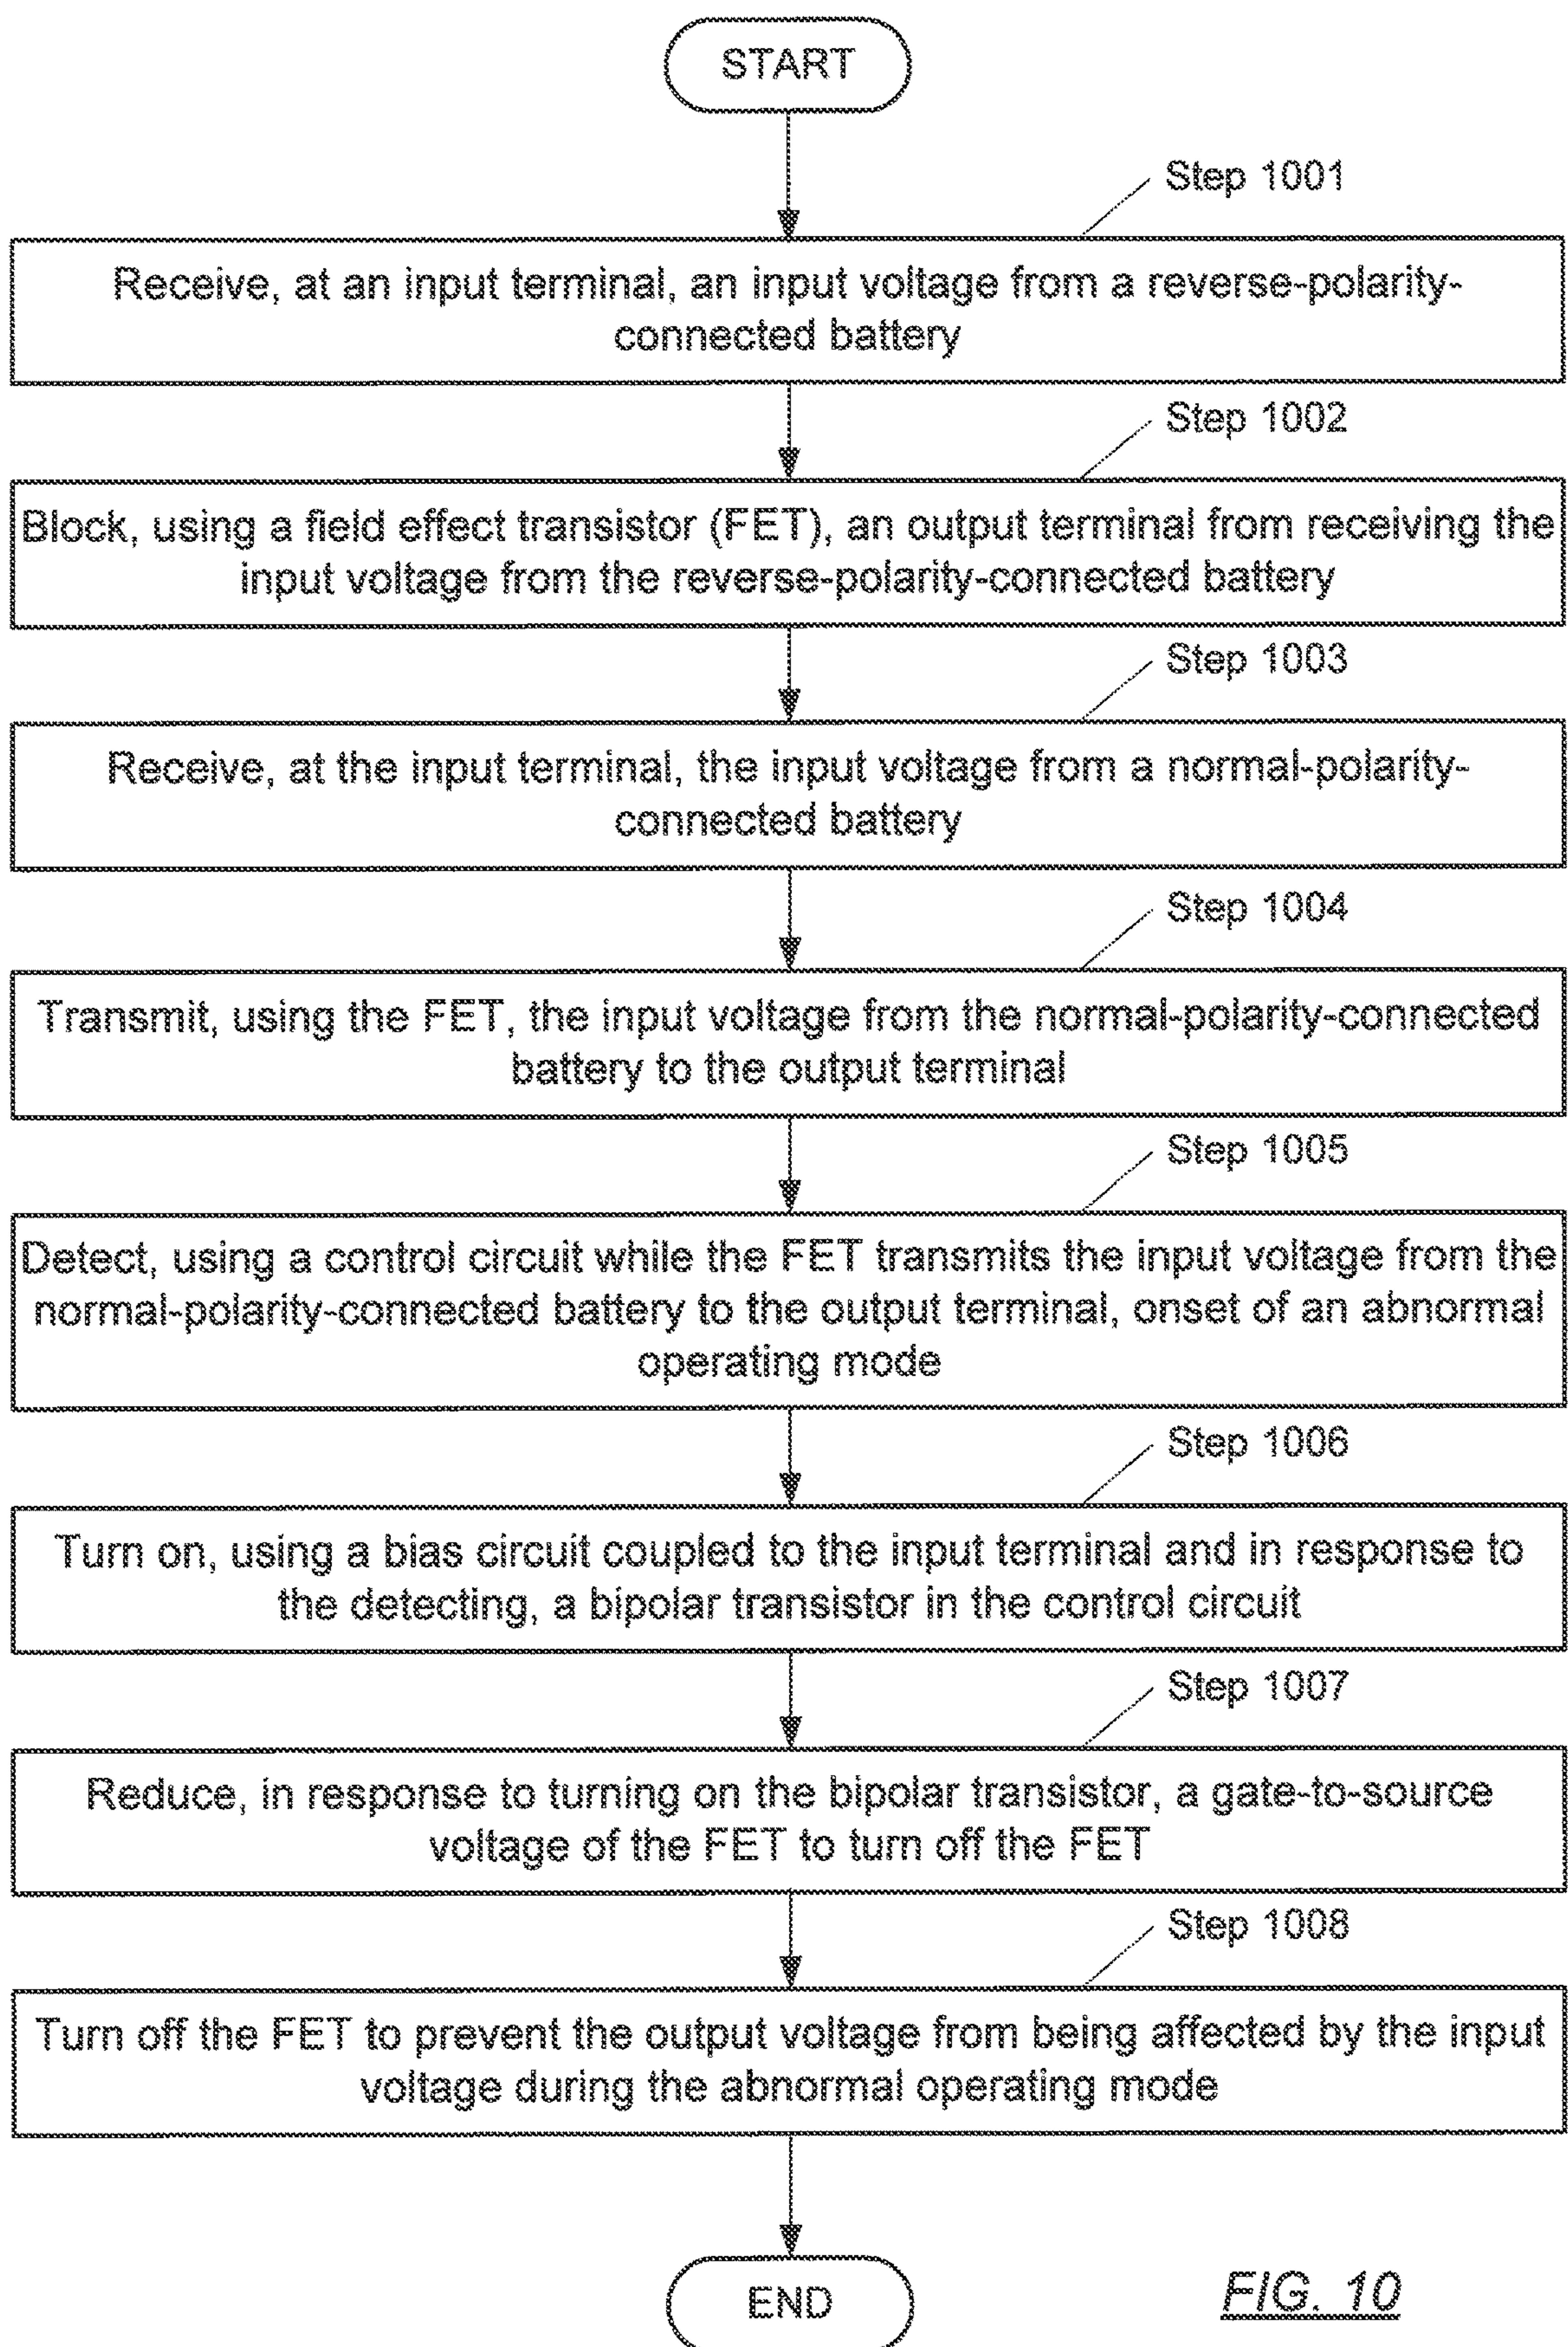 START
Step 1001
Receive, at an input terminal, an input voltage from a reverse-polarity-
connected battery
Step 1002
Block, using a field effect transistor (FET), an output terminal from receiving the
input voltage from the reverse-polarity-connected battery
Step 1003
Receive, at the input terminal, the input voltage from a normal-polarity-
connected battery
Step 1004
Transmit, using the FET, the input voltage from the normal-polarity-connected
battery to the output terminal
Step 1005
Detect, using a control circuit while the FET transmits the input voltage from the
normal-polarity-connected battery to the output terminal, onset of an abnormal
operating mode
Step 1006
Turn on, using a bias circuit coupled to the input terminal and in response to
the detecting, a bipolar transistor in the control circuit
Step 1007
Reduce, in response to turning on the bipolar transistor, a gate-to-source
voltage of the FET to turn off the FET
Step 1008
Turn off the FET to prevent the output voltage from being affected by the input
voltage during the abnormal operating mode
END
FIG. 10